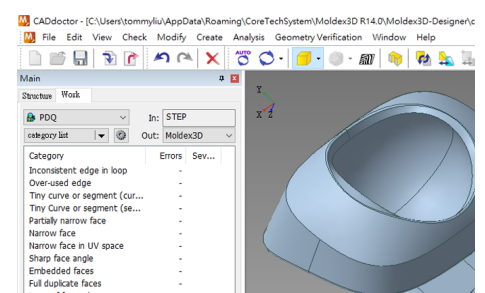 CADdoctor - [C:\Users\tommyliu\AppData\Roaming\CoreTechSystem\Moldex3D R14.0\Moldex3D-Designer\c
File Edit View Check Modify Create Analysis Geometry Verification Window Help
AUTO
Main
Structure Work
PDQ In: STEP
category list Out: Moldex3D
Category Errors Sev...
Inconsistent edge in loop -
Over-used edge -
Tiny curve or segment (cur... -
Tiny Curve or segment (se... -
Partially narrow face -
Narrow face -
Narrow face in UV space -
Sharp face angle -
Embedded faces -
Full duplicate faces -
Y
X Z